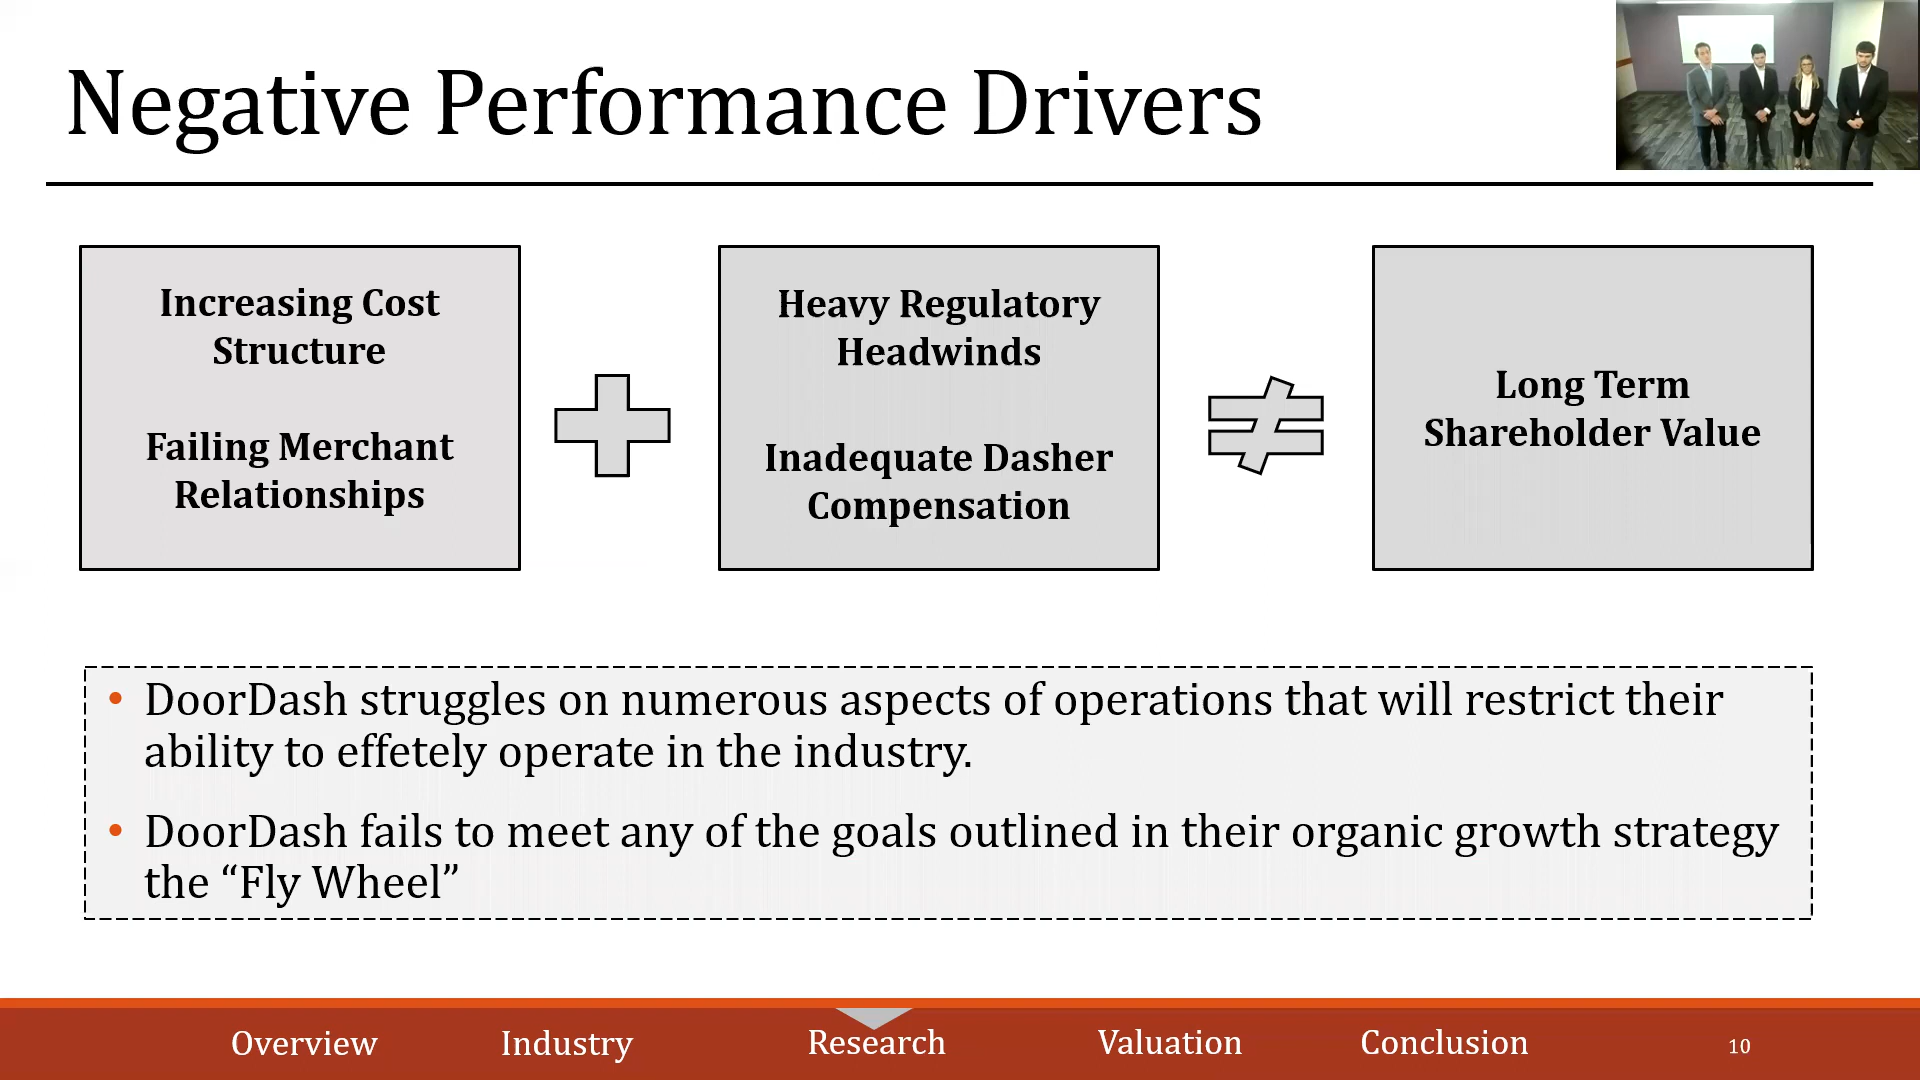 Negative Performance Drivers
Increasing Cost
Structure
Failing Merchant
Relationships
Heavy Regulatory
Headwinds
Inadequate Dasher
Compensation
Long Term
Shareholder Value
• DoorDash struggles on numerous aspects of operations that will restrict their
ability to effetely operate in the industry.
• DoorDash fails to meet any of the goals outlined in their organic growth strategy
the “Fly Wheel”
Overview Industry Research Valuation Conclusion 10